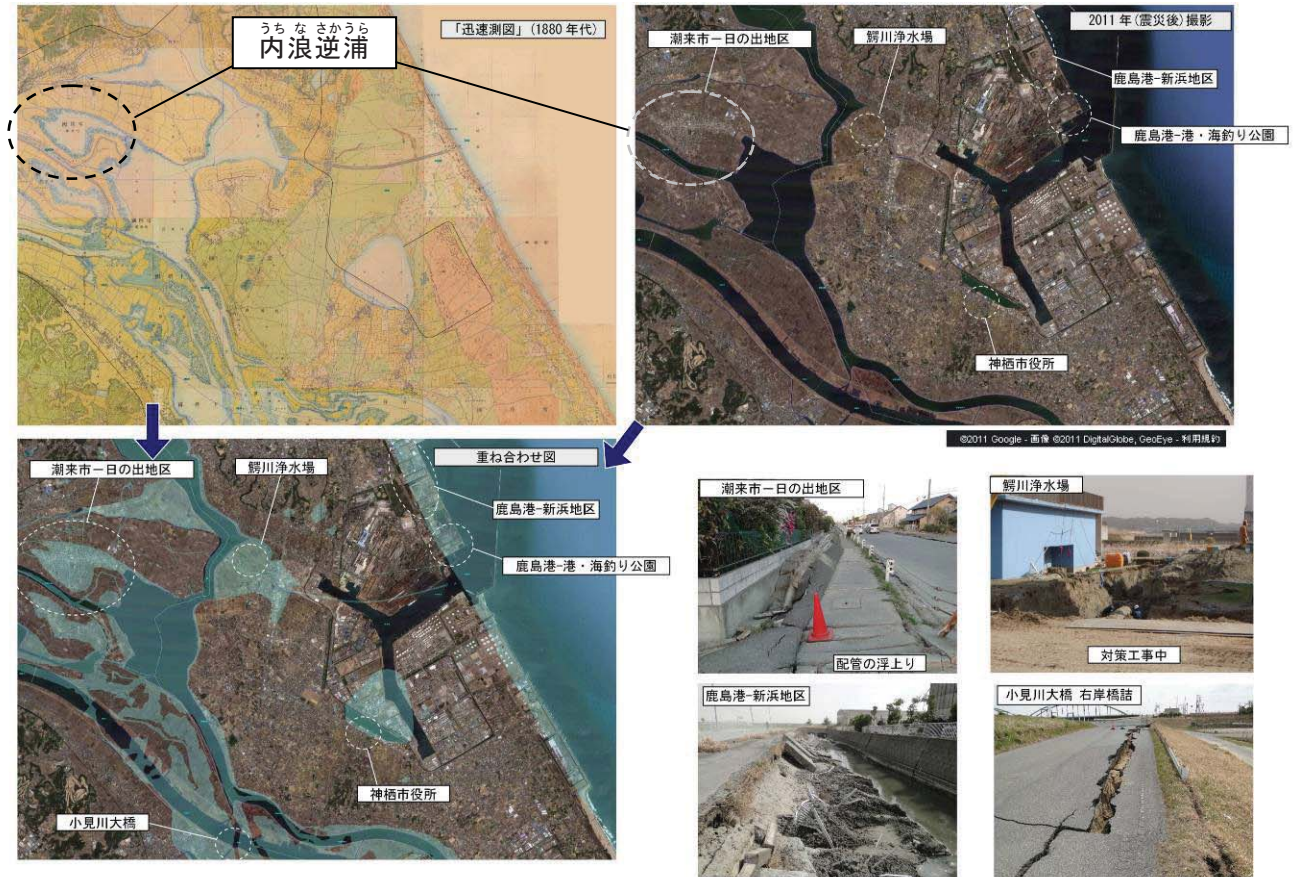 うち な さかうら
内浪逆浦
「迅速測図」(1880 年代)
2011 年(震災後)撮影
潮来市－日の出地区
鰐川浄水場
鹿島港-新浜地区
鹿島港-港・海釣り公園
神栖市役所
©2011 Google - 画像 ©2011 DigitalGlobe, GeoEye - 利用規約
重ね合わせ図
潮来市－日の出地区
鰐川浄水場
鹿島港-新浜地区
鹿島港-港・海釣り公園
神栖市役所
小見川大橋
潮来市－日の出地区
配管の浮上り
鰐川浄水場
対策工事中
鹿島港-新浜地区
小見川大橋 右岸橋詰